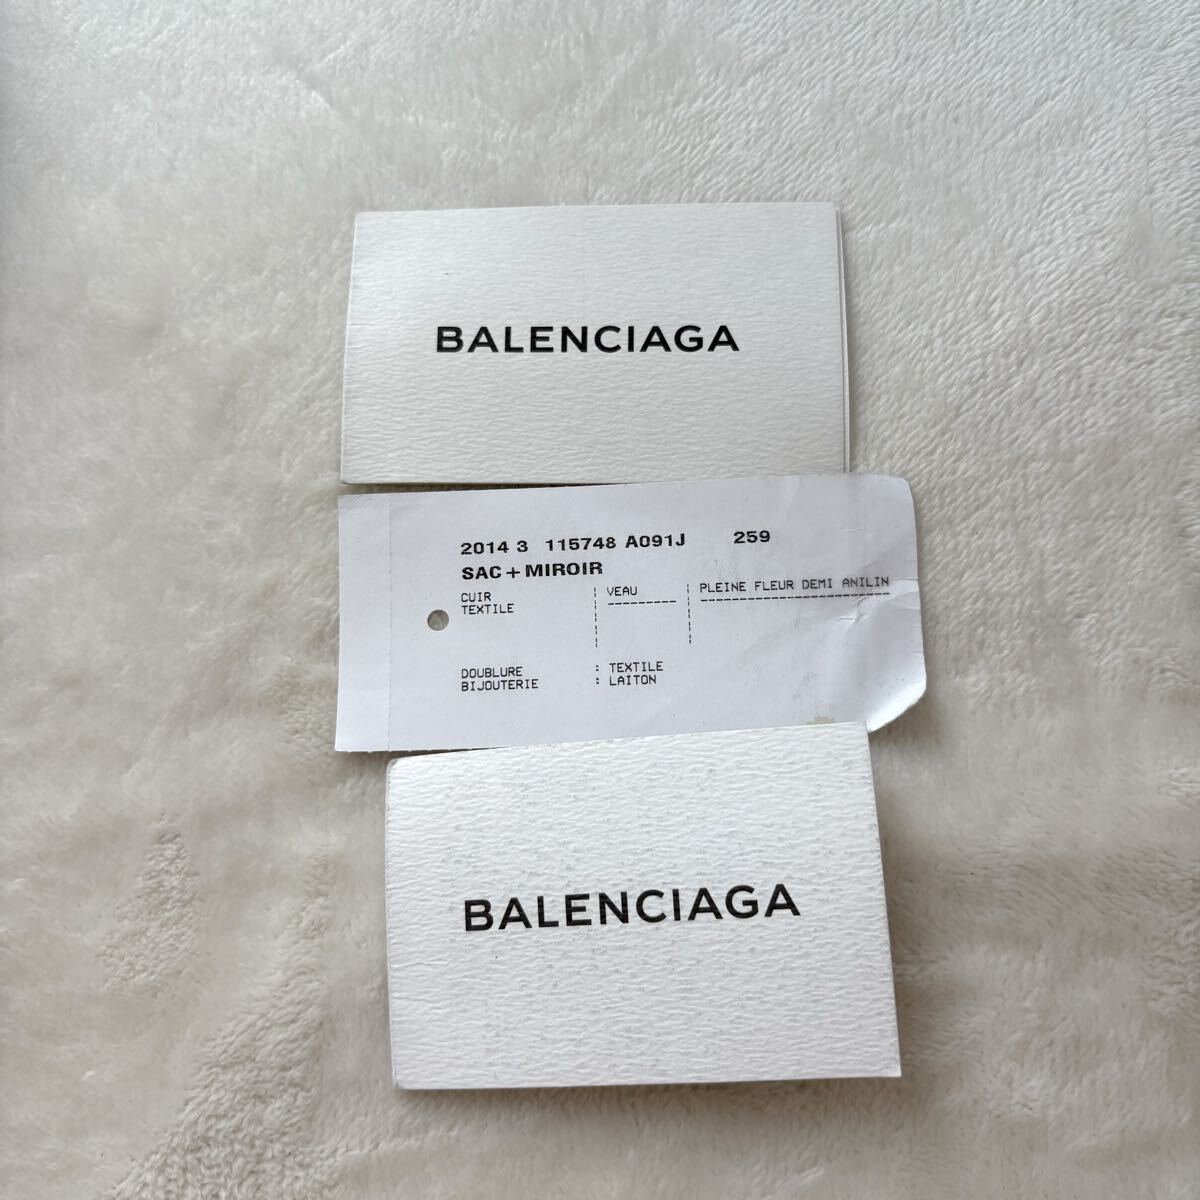 BALENCIAGA
2014 3 115748 A091J 259
SAC+MIROIR
CUIR ¦ VEAU ¦ PLEINE FLEUR DEMI ANILIN
TEXTILE ¦ --------- ¦ ------------------------
DOUBLURE : TEXTILE
BIJOUTERIE : LAITON
BALENCIAGA